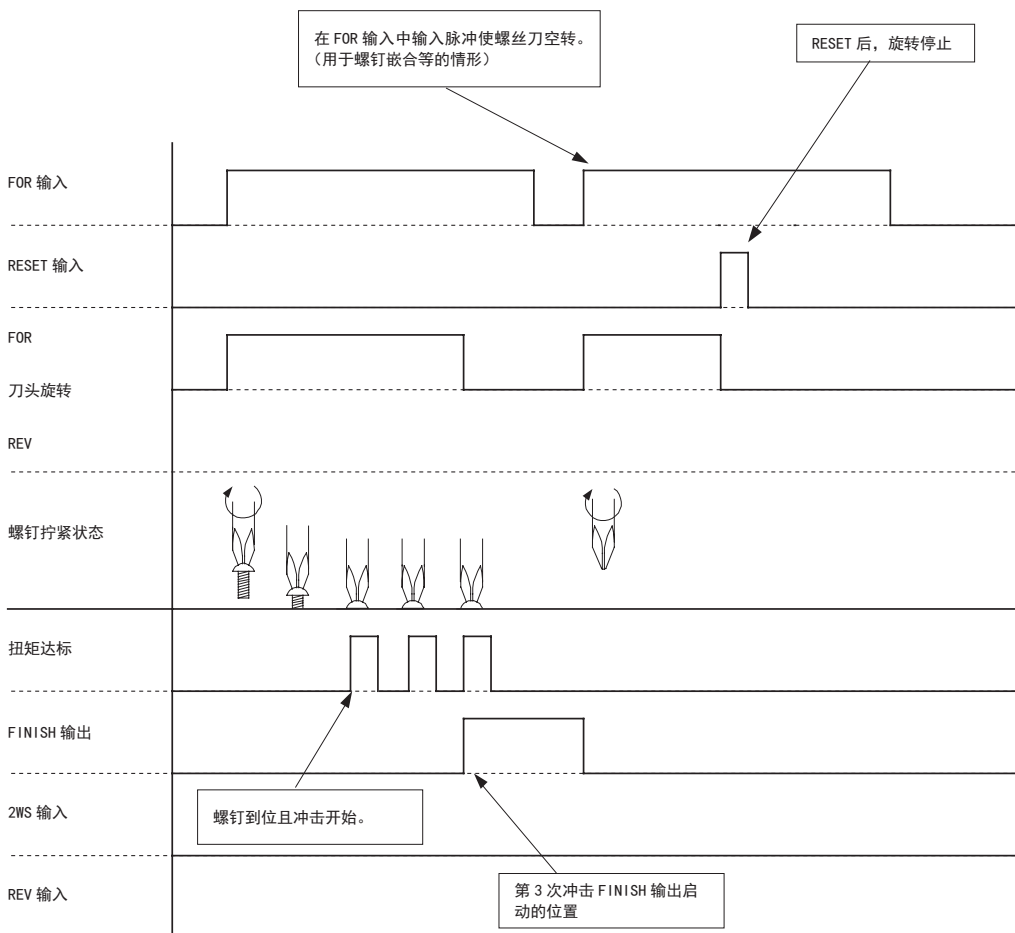 在 FOR 输入中输入脉冲使螺丝刀空转。
（用于螺钉嵌合等的情形）
RESET 后，旋转停止
FOR 输入
RESET 输入
FOR
刀头旋转
REV
螺钉拧紧状态
扭矩达标
FINISH 输出
螺钉到位且冲击开始。
2WS 输入
第 3 次冲击 FINISH 输出启
动的位置
REV 输入